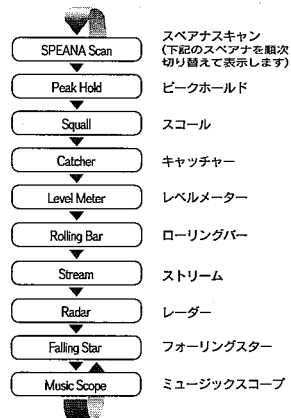 SPEANA Scan
スペアナスキャン
(下記のスペアナを順次
切り替えて表示します)
Peak Hold
ピークホールド
Squall
スコール
Catcher
キャッチャー
Level Meter
レベルメーター
Rolling Bar
ローリングバー
Stream
ストリーム
Radar
レーダー
Falling Star
フォーリングスター
Music Scope
ミュージックスコープ